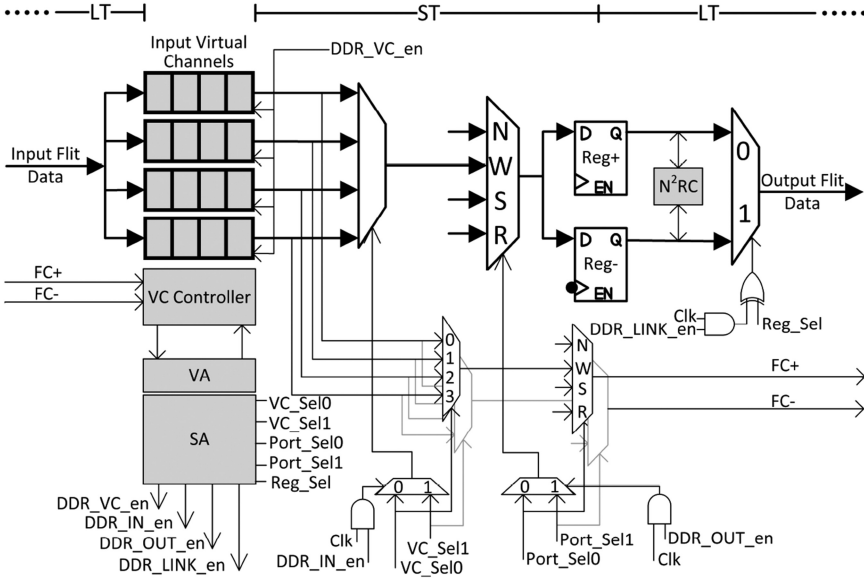 LT
ST
LT
Input Virtual
Channels
DDR_VC_en
Input Flit
Data
N
W
S
R
D Q
Reg+
EN
D Q
Reg-
EN
N²RC
0
1
Output Flit
Data
FC+
FC-
VC Controller
VA
SA
VC_Sel0
VC_Sel1
Port_Sel0
Port_Sel1
Reg_Sel
DDR_VC_en
DDR_IN_en
DDR_OUT_en
DDR_LINK_en
0
1
2
3
N
W
S
R
Clk
DDR_LINK_en
Reg_Sel
FC+
FC-
0 1
0 1
Clk
DDR_IN_en
VC_Sel1
VC_Sel0
Port_Sel1
Port_Sel0
DDR_OUT_en
Clk